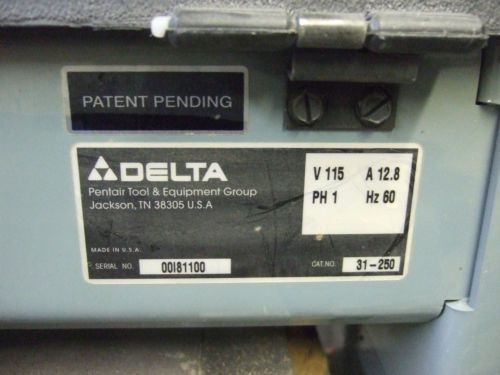 PATENT PENDING
DELTA
Pentair Tool & Equipment Group
Jackson, TN 38305 U.S.A
V 115 A 12.8
PH 1 Hz 60
MADE IN U.S.A.
SERIAL NO. 00I81100 CAT.NO. 31-250